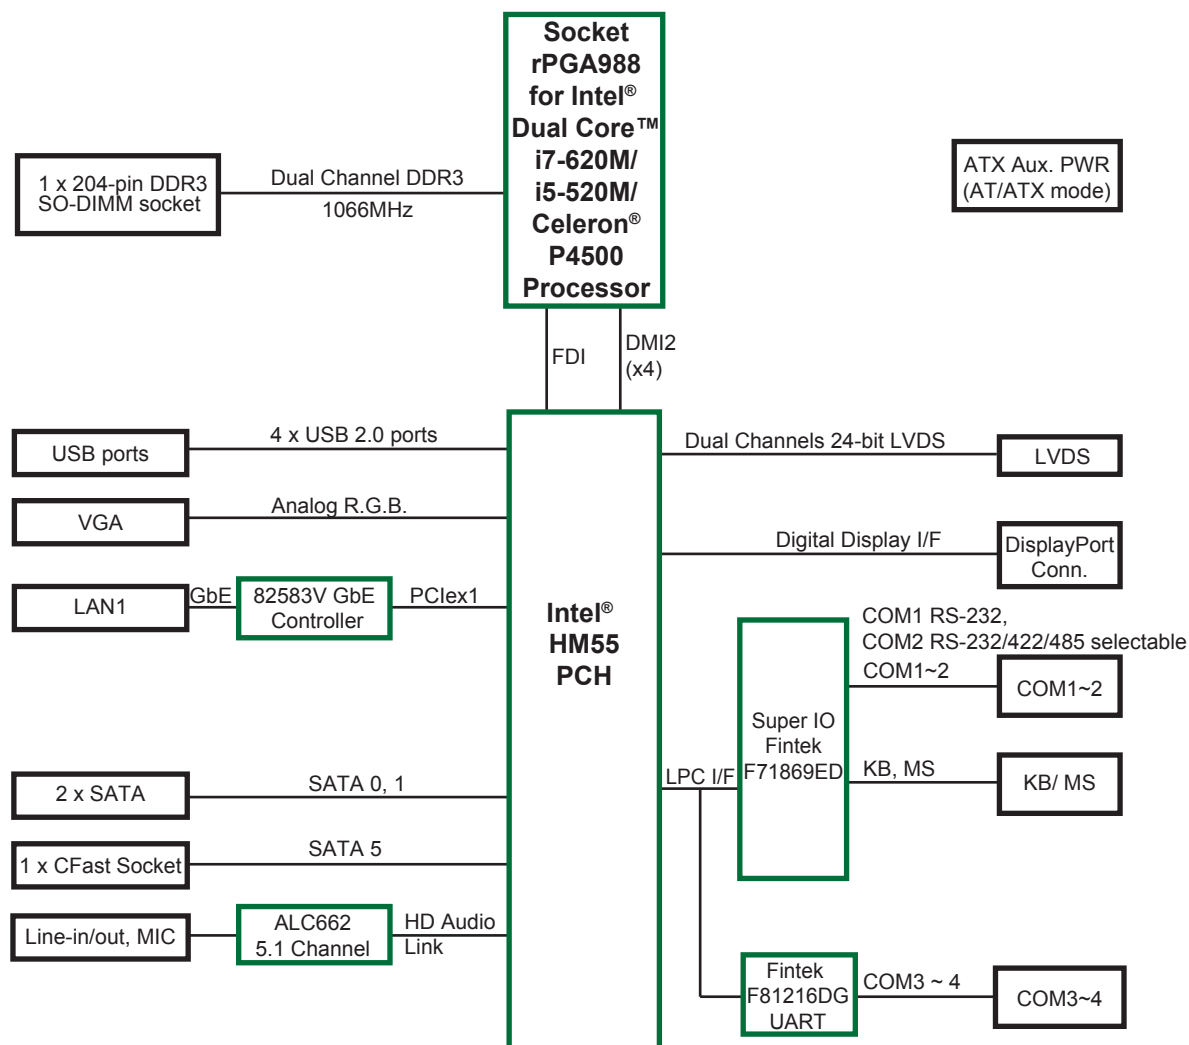 Socket
rPGA988
for Intel®
Dual Core™
i7-620M/
i5-520M/
Celeron®
P4500
Processor
1 x 204-pin DDR3
SO-DIMM socket
Dual Channel DDR3
1066MHz
ATX Aux. PWR
(AT/ATX mode)
FDI
DMI2
(x4)
USB ports
4 x USB 2.0 ports
VGA
Analog R.G.B.
LAN1
GbE
82583V GbE
Controller
PCIex1
Intel®
HM55
PCH
2 x SATA
SATA 0, 1
1 x CFast Socket
SATA 5
Line-in/out, MIC
ALC662
5.1 Channel
HD Audio
Link
Dual Channels 24-bit LVDS
LVDS
Digital Display I/F
DisplayPort
Conn.
COM1 RS-232,
COM2 RS-232/422/485 selectable
COM1~2
COM1~2
Super IO
Fintek
F71869ED
LPC I/F
KB, MS
KB/ MS
Fintek
F81216DG
UART
COM3 ~ 4
COM3~4